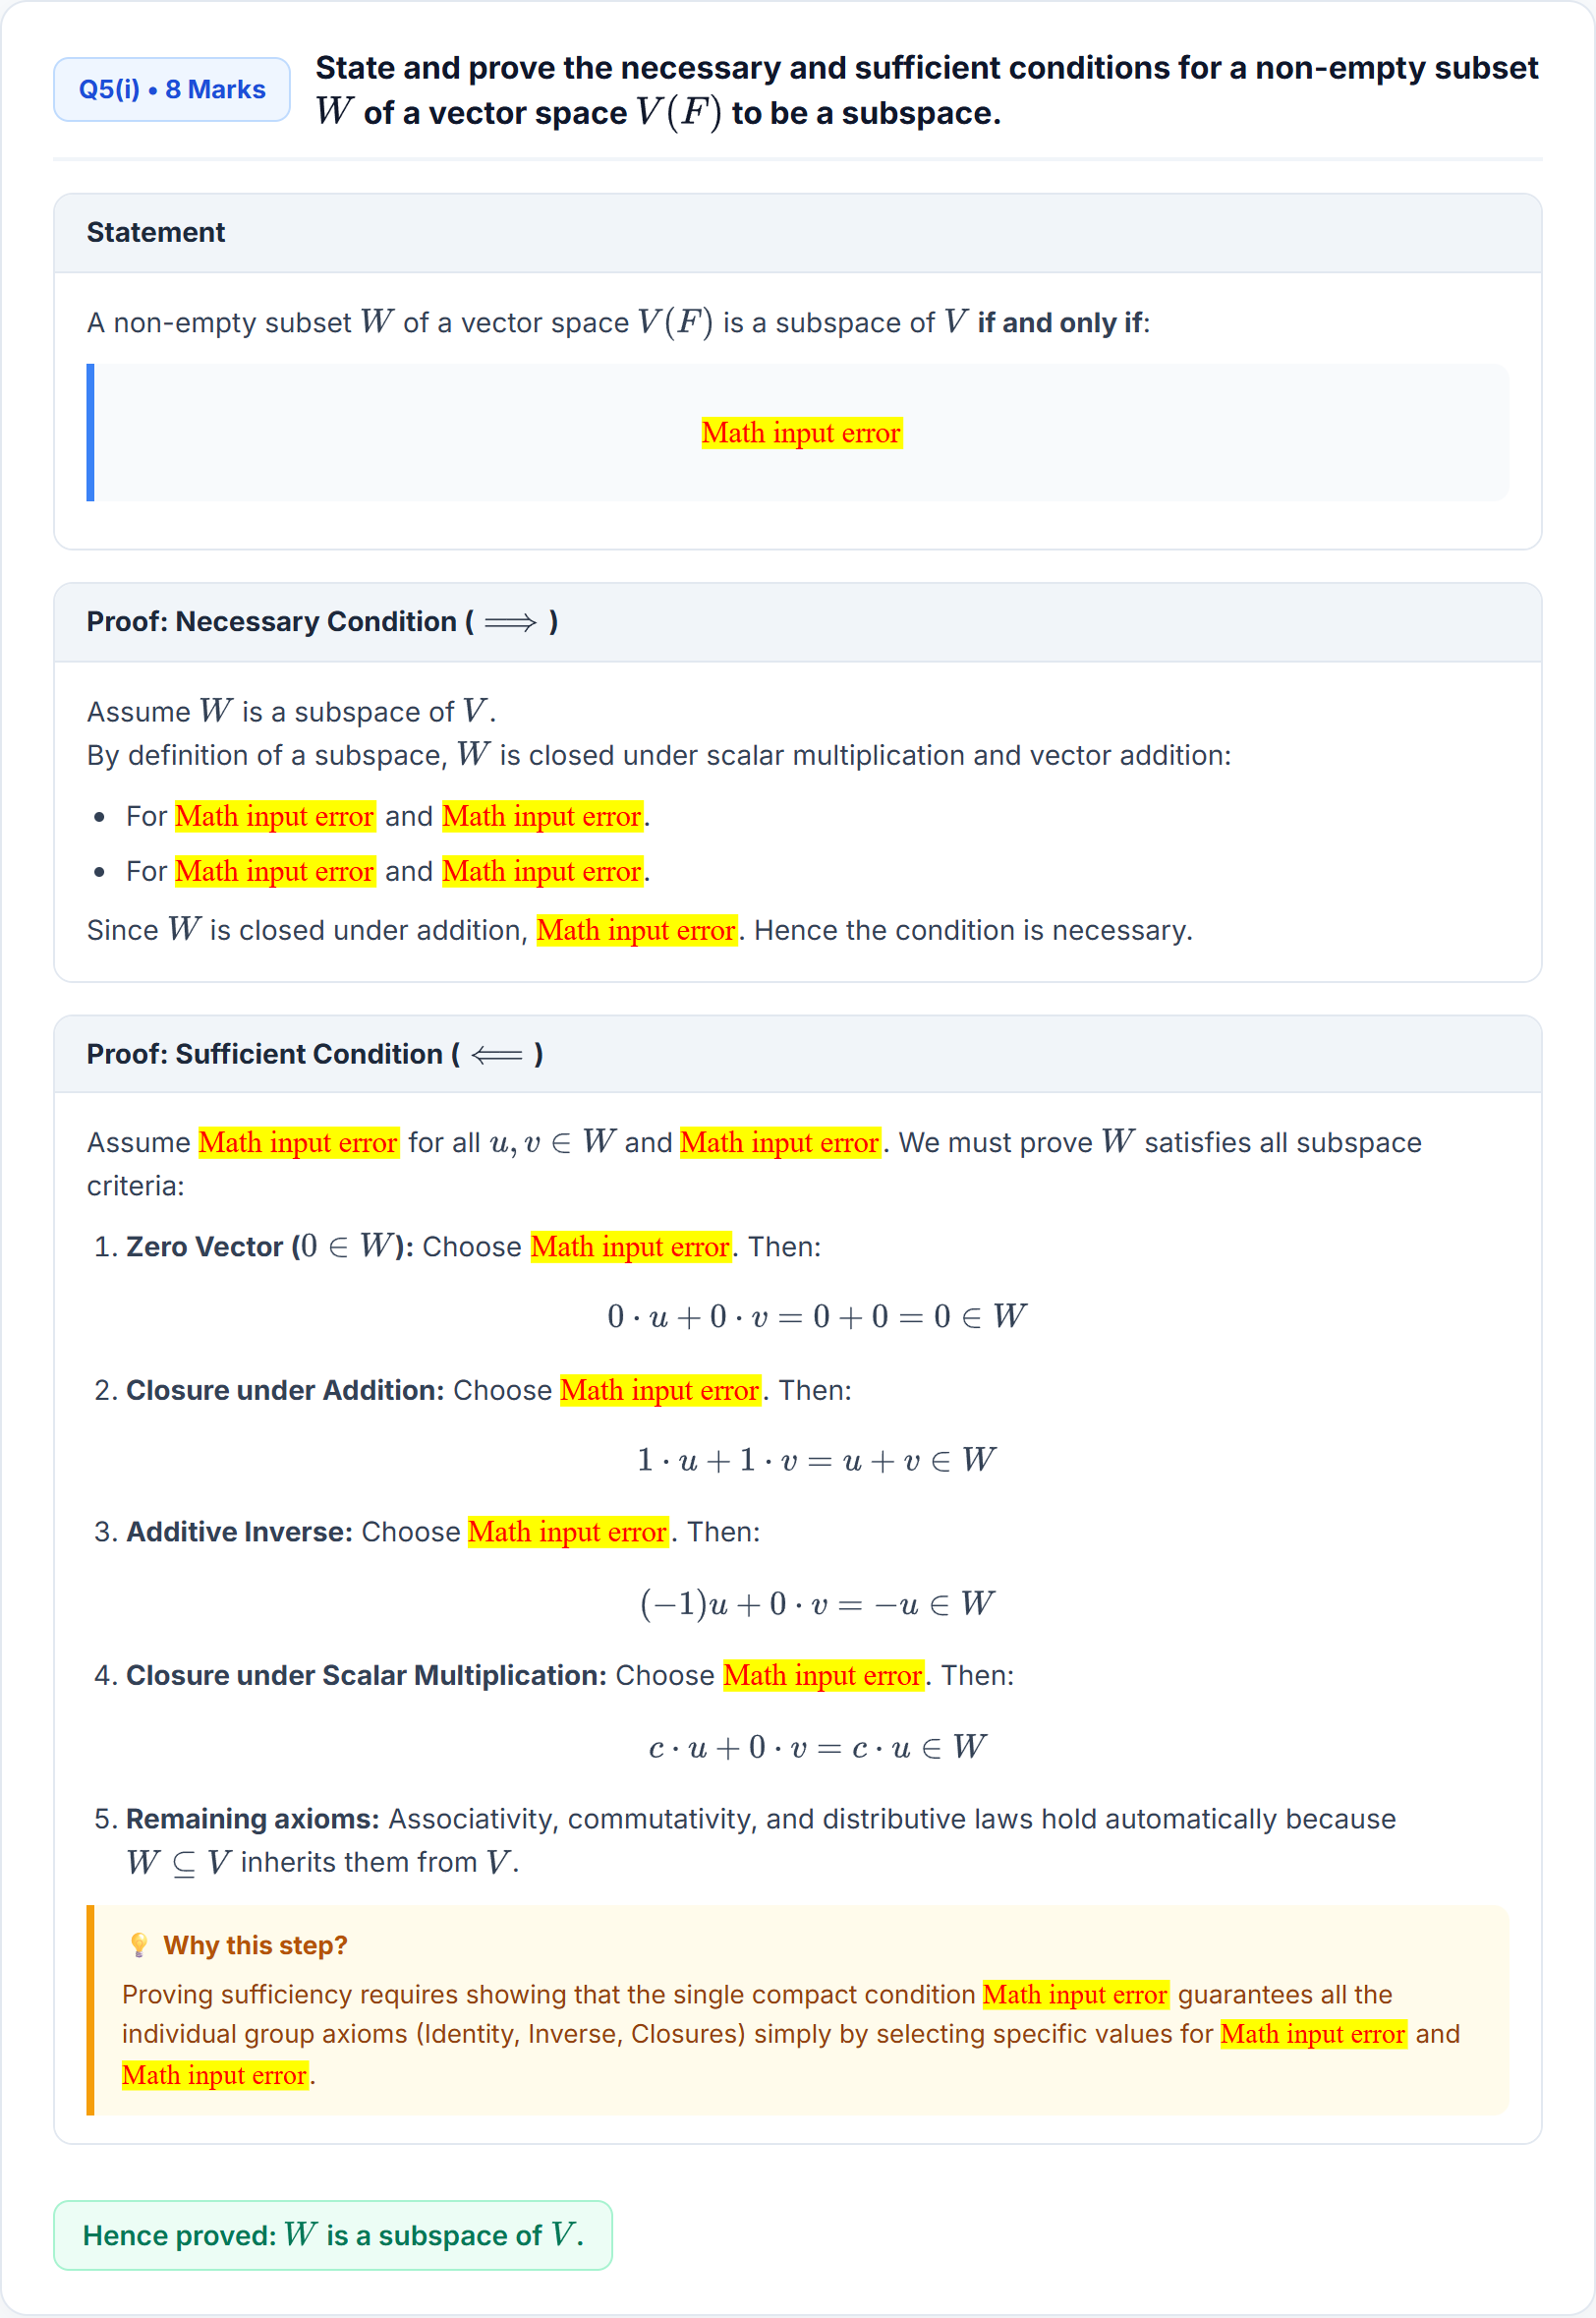 Q5(i) • 8 Marks
State and prove the necessary and sufficient conditions for a non-empty subset
W of a vector space V(F) to be a subspace.
Statement
A non-empty subset W of a vector space V(F) is a subspace of V if and only if:
Math input error
Proof: Necessary Condition ( ⟹ )
Assume W is a subspace of V.
By definition of a subspace, W is closed under scalar multiplication and vector addition:
• For Math input error and Math input error.
• For Math input error and Math input error.
Since W is closed under addition, Math input error. Hence the condition is necessary.
Proof: Sufficient Condition ( ⟸ )
Assume Math input error for all u, v ∈ W and Math input error. We must prove W satisfies all subspace
criteria:
1. Zero Vector (0 ∈ W): Choose Math input error. Then:
0 · u + 0 · v = 0 + 0 = 0 ∈ W
2. Closure under Addition: Choose Math input error. Then:
1 · u + 1 · v = u + v ∈ W
3. Additive Inverse: Choose Math input error. Then:
(−1)u + 0 · v = −u ∈ W
4. Closure under Scalar Multiplication: Choose Math input error. Then:
c · u + 0 · v = c · u ∈ W
5. Remaining axioms: Associativity, commutativity, and distributive laws hold automatically because
W ⊆ V inherits them from V.
💡 Why this step?
Proving sufficiency requires showing that the single compact condition Math input error guarantees all the
individual group axioms (Identity, Inverse, Closures) simply by selecting specific values for Math input error and
Math input error.
Hence proved: W is a subspace of V.